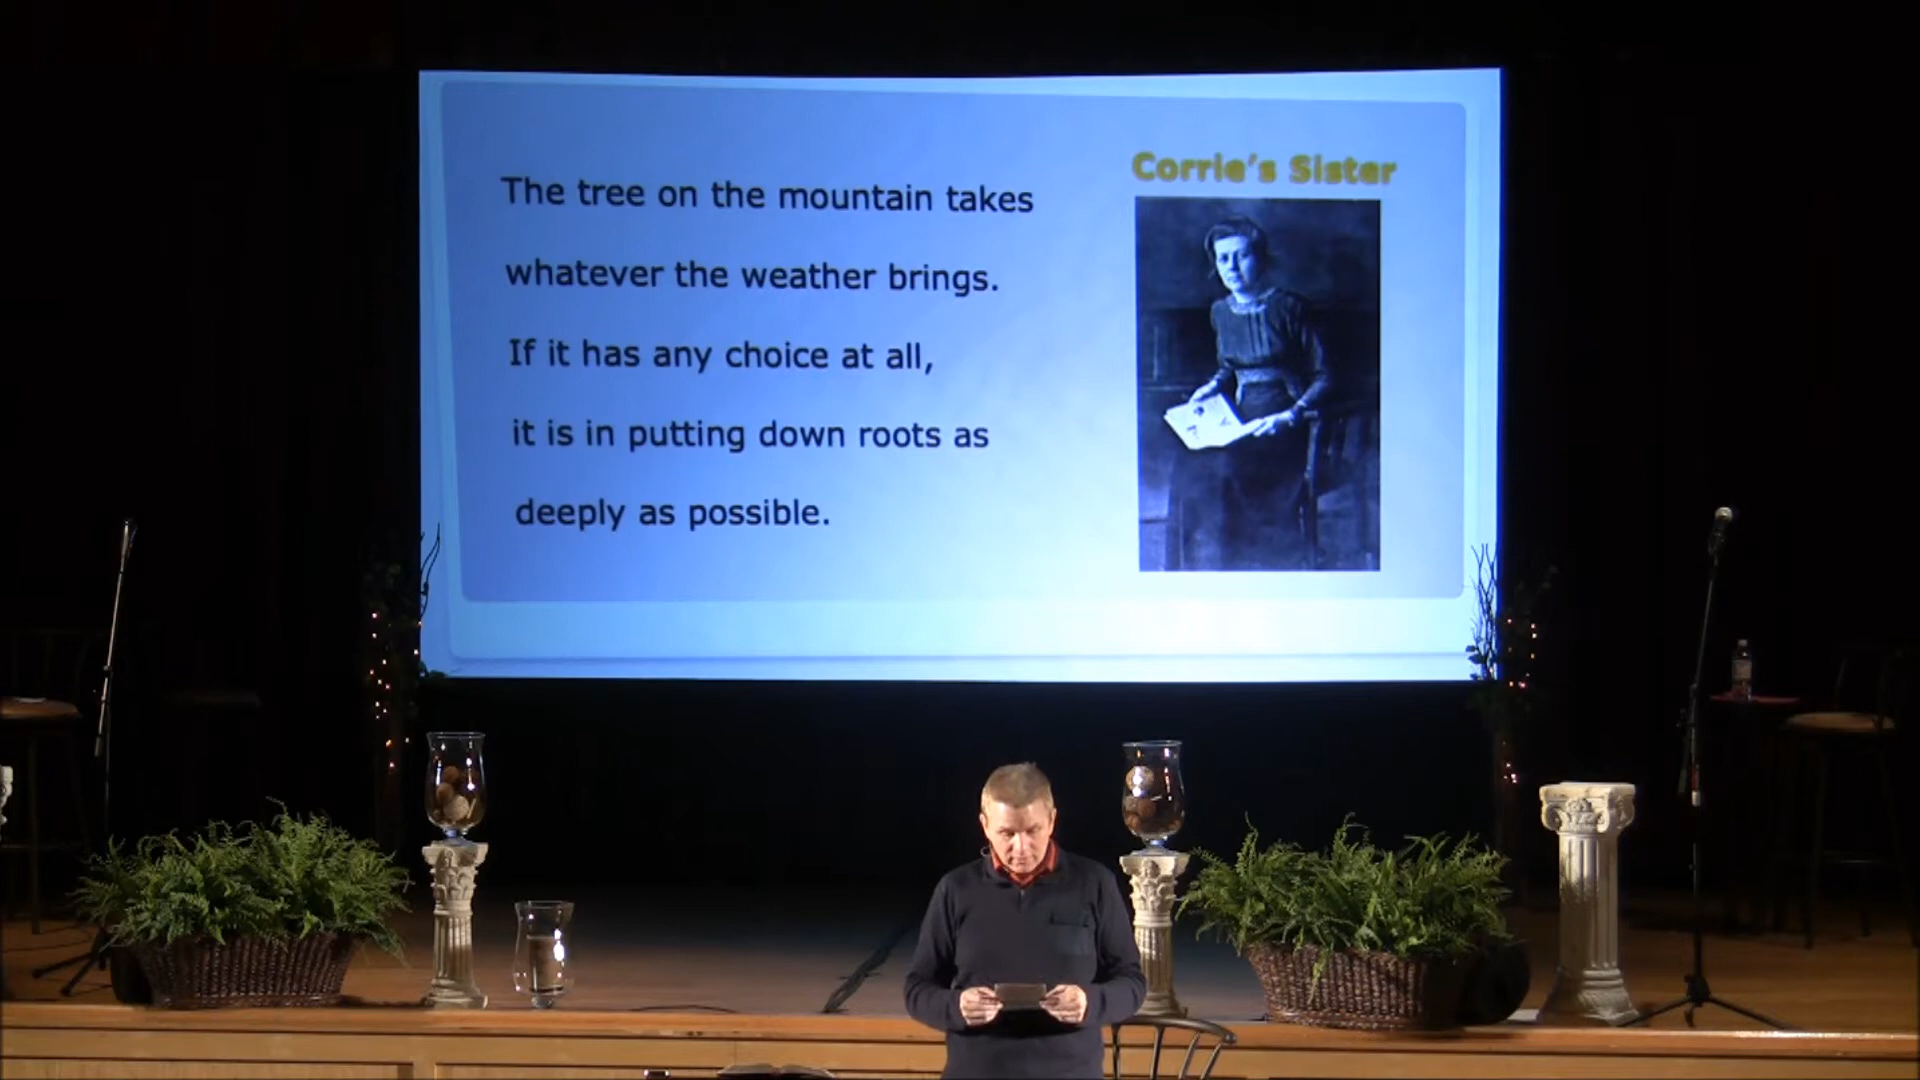 Corrie's Sister
The tree on the mountain takes
whatever the weather brings.
If it has any choice at all,
it is in putting down roots as
deeply as possible.